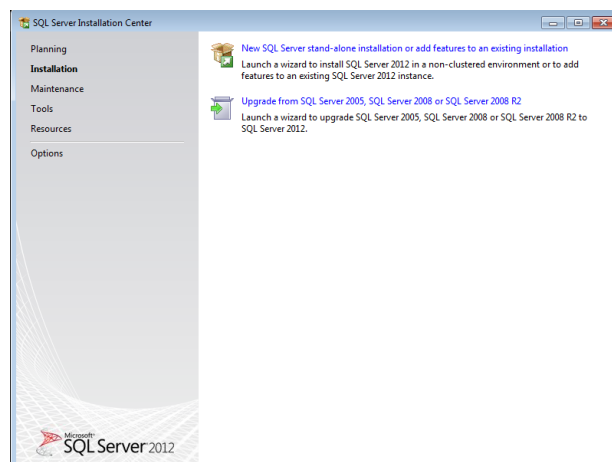 SQL Server Installation Center
Planning
Installation
Maintenance
Tools
Resources
Options
New SQL Server stand-alone installation or add features to an existing installation
Launch a wizard to install SQL Server 2012 in a non-clustered environment or to add
features to an existing SQL Server 2012 instance.
Upgrade from SQL Server 2005, SQL Server 2008 or SQL Server 2008 R2
Launch a wizard to upgrade SQL Server 2005, SQL Server 2008 or SQL Server 2008 R2 to
SQL Server 2012.
Microsoft
SQL Server 2012